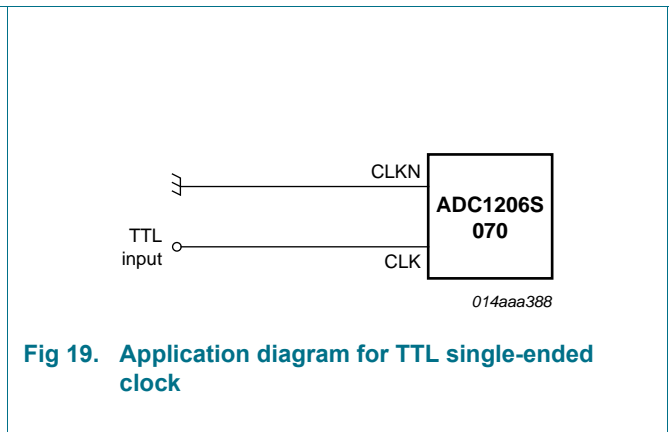 CLKN
ADC1206S
070
TTL
input
CLK
014aaa388
Fig 19. Application diagram for TTL single-ended
clock